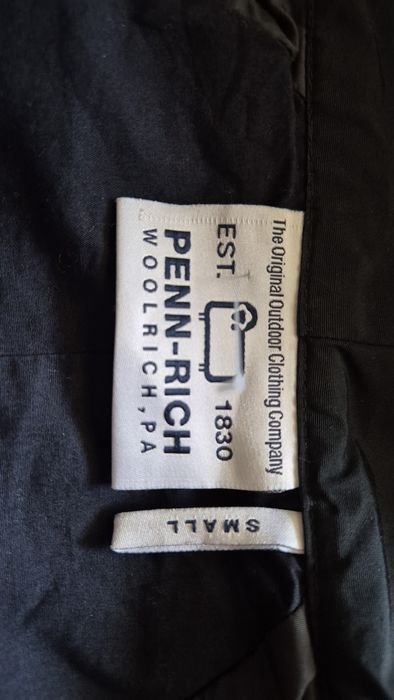 The Original Outdoor Clothing Company
EST. 1830
PENN-RICH
WOOLRICH, PA
SMALL